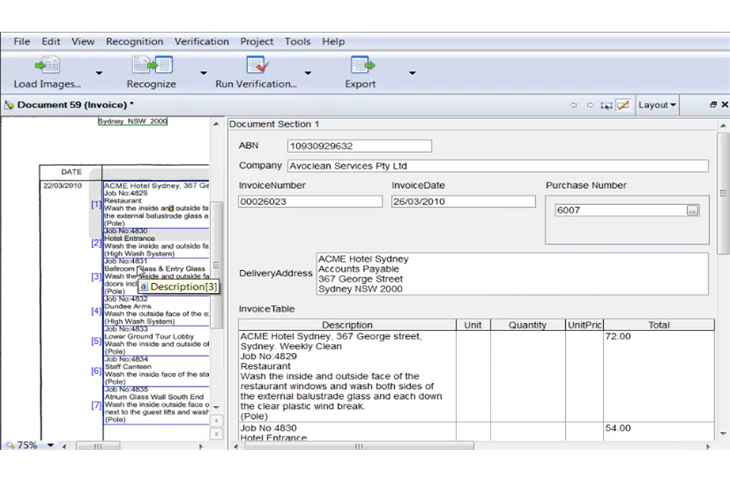 File Edit View Recognition Verification Project Tools Help
Load Images... Recognize Run Verification... Export
Document 59 (Invoice) * Layout
Sydney NSW 2000
DATE
22/03/2010
ACME Hotel Sydney, 367 Ge
Job No:4829
Restaurant
[1] Wash the inside and outside fa
the external balustrade glass a
(Pole)
Job No:4830
Hotel Entrance
[2] Wash the inside and outside fa
(High Wash System)
Job No:4831
Ballroom Glass & Entry Glass
[3] Wash the inside and outside fa
doors incl
(Pole)
Description[3]
Job No:4832
Dundee Arms
[4] Wash the outside face of the e
(High Wash System)
Job No:4833
Lower Ground Tour Lobby
[5] Wash the inside and outside of
(Pole)
Job No:4834
Staff Canteen
[6] Wash the inside face of the sta
(Pole)
Job No:4835
Atrium Glass Wall South End
[7] Wash the inside outside face o
next to the guest lifts and wash
(Pole)
75%
Document Section 1
ABN 10930929632
Company Avoclean Services Pty Ltd
InvoiceNumber InvoiceDate Purchase Number
00026023 26/03/2010 6007
DeliveryAddress
ACME Hotel Sydney
Accounts Payable
367 George Street
Sydney NSW 2000
InvoiceTable
Description Unit Quantity UnitPric Total
ACME Hotel Sydney, 367 George street, 72.00
Sydney. Weekly Clean
Job No:4829
Restaurant
Wash the inside and outside face of the
restaurant windows and wash both sides of
the external balustrade glass and each down
the clear plastic wind break.
(Pole)
Job No:4830 54.00
Hotel Entrance